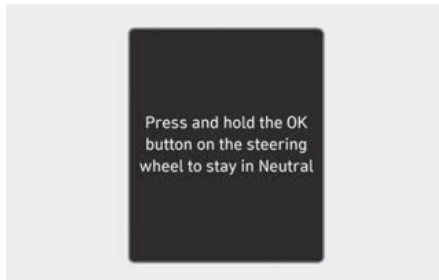 Press and hold the OK
button on the steering
wheel to stay in Neutral